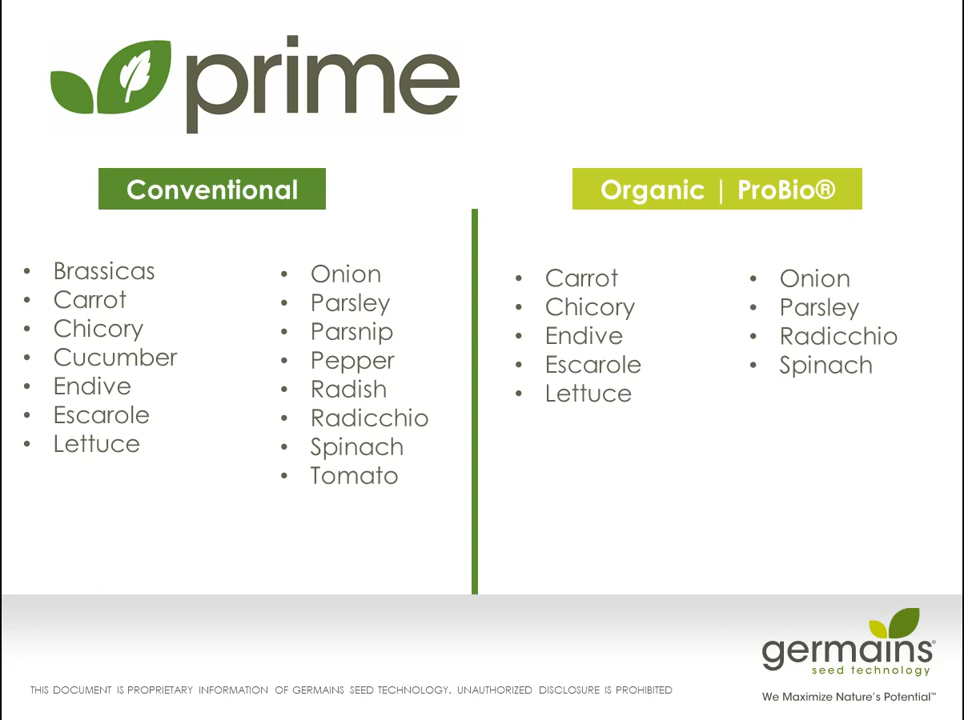 prime
Conventional
Brassicas
Carrot
Chicory
Cucumber
Endive
Escarole
Lettuce
Onion
Parsley
Parsnip
Pepper
Radish
Radicchio
Spinach
Tomato
Organic | ProBio®
Carrot
Chicory
Endive
Escarole
Lettuce
Onion
Parsley
Radicchio
Spinach
germains®
seed technology
We Maximize Nature's Potential™
THIS DOCUMENT IS PROPRIETARY INFORMATION OF GERMAINS SEED TECHNOLOGY. UNAUTHORIZED DISCLOSURE IS PROHIBITED